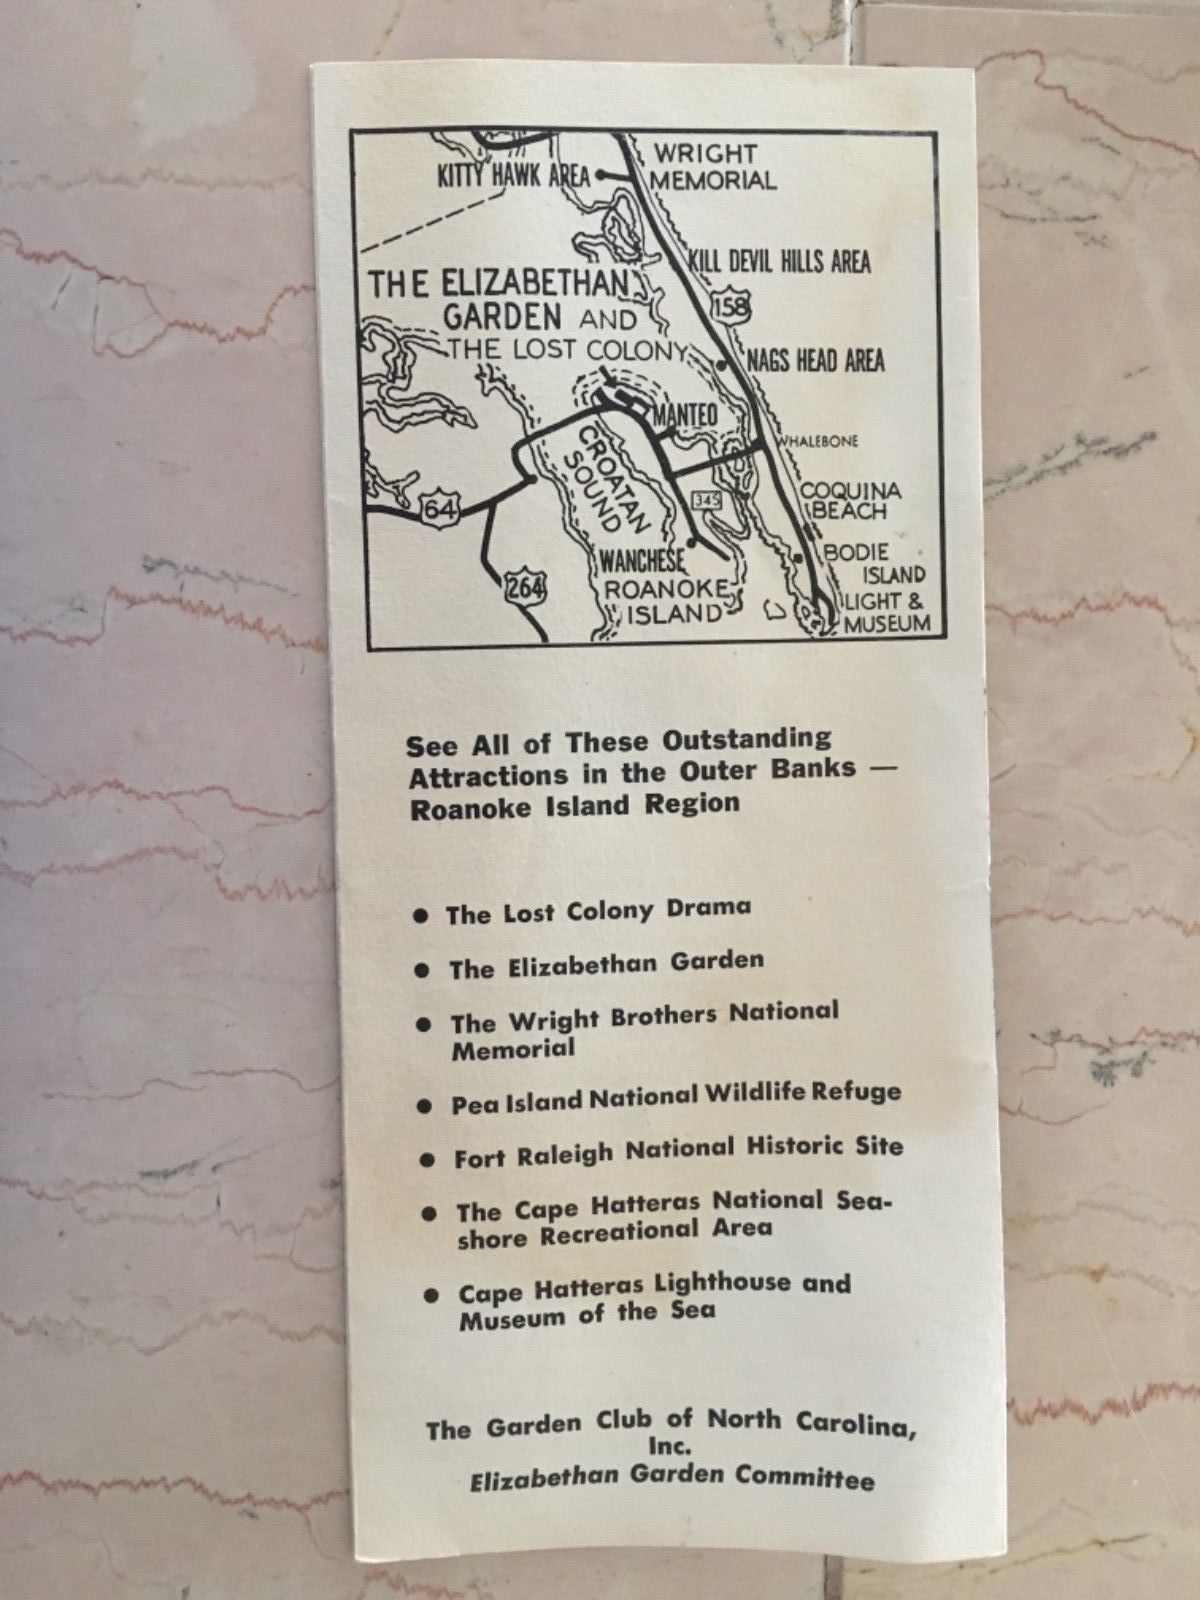 WRIGHT
MEMORIAL
KITTY HAWK AREA
KILL DEVIL HILLS AREA
THE ELIZABETHAN
GARDEN AND
THE LOST COLONY
158
NAGS HEAD AREA
MANTEO
WHALEBONE
CROATAN
SOUND
345
COQUINA
BEACH
64
WANCHESE
BODIE
ISLAND
LIGHT &
MUSEUM
264
ROANOKE
ISLAND
See All of These Outstanding
Attractions in the Outer Banks —
Roanoke Island Region
● The Lost Colony Drama
● The Elizabethan Garden
● The Wright Brothers National
Memorial
● Pea Island National Wildlife Refuge
● Fort Raleigh National Historic Site
● The Cape Hatteras National Sea-
shore Recreational Area
● Cape Hatteras Lighthouse and
Museum of the Sea
The Garden Club of North Carolina,
Inc.
Elizabethan Garden Committee